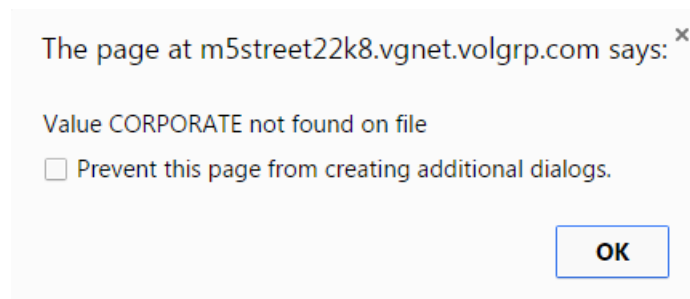 The page at m5street22k8.vgnet.volgrp.com says:
Value CORPORATE not found on file
Prevent this page from creating additional dialogs.
OK